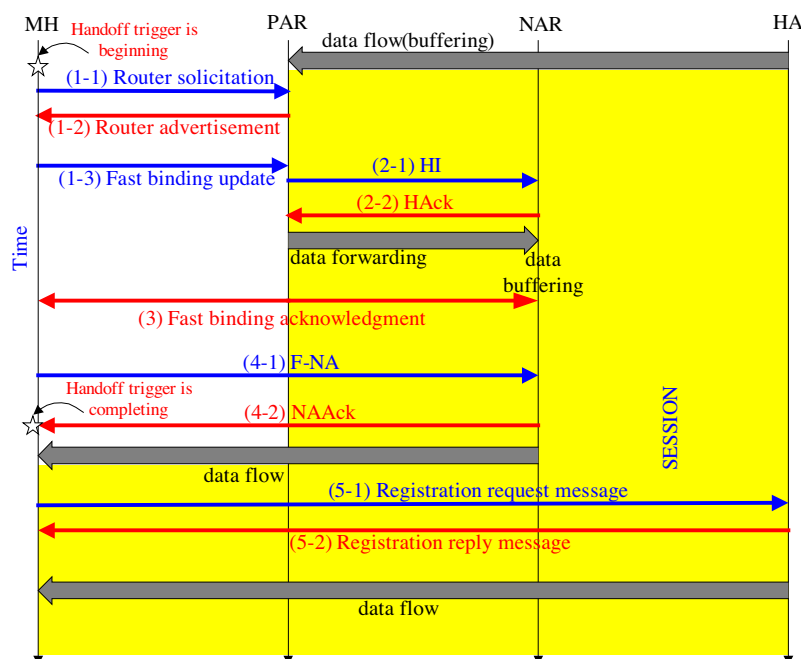 MH
PAR
NAR
HA
Handoff trigger is
beginning
data flow(buffering)
(1-1) Router solicitation
(1-2) Router advertisement
(1-3) Fast binding update
(2-1) HI
(2-2) HAck
Time
data forwarding
data
buffering
(3) Fast binding acknowledgment
(4-1) F-NA
Handoff trigger is
completing
(4-2) NAAck
SESSION
data flow
(5-1) Registration request message
(5-2) Registration reply message
data flow